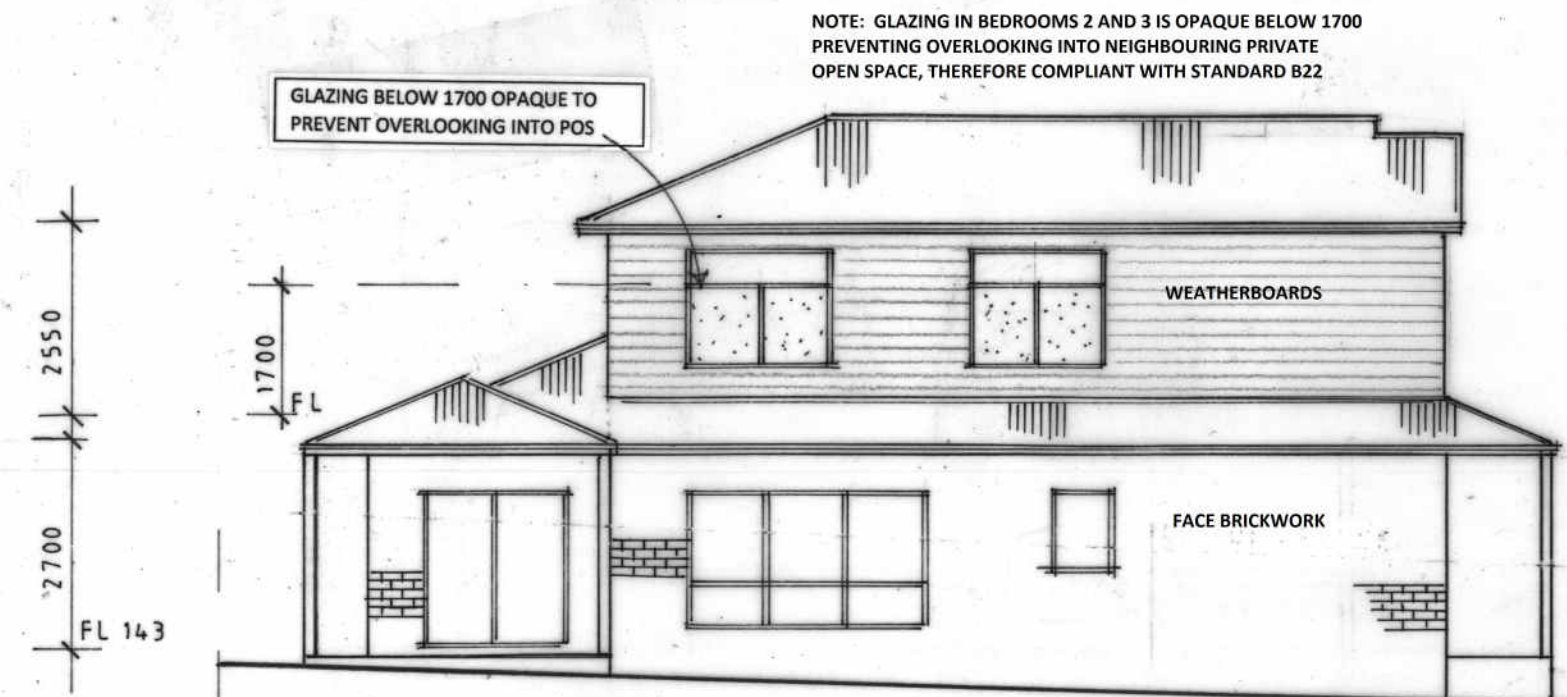 NOTE: GLAZING IN BEDROOMS 2 AND 3 IS OPAQUE BELOW 1700
PREVENTING OVERLOOKING INTO NEIGHBOURING PRIVATE
OPEN SPACE, THEREFORE COMPLIANT WITH STANDARD B22
GLAZING BELOW 1700 OPAQUE TO
PREVENT OVERLOOKING INTO POS
WEATHERBOARDS
2550
1700
FL
FACE BRICKWORK
2700
FL 143